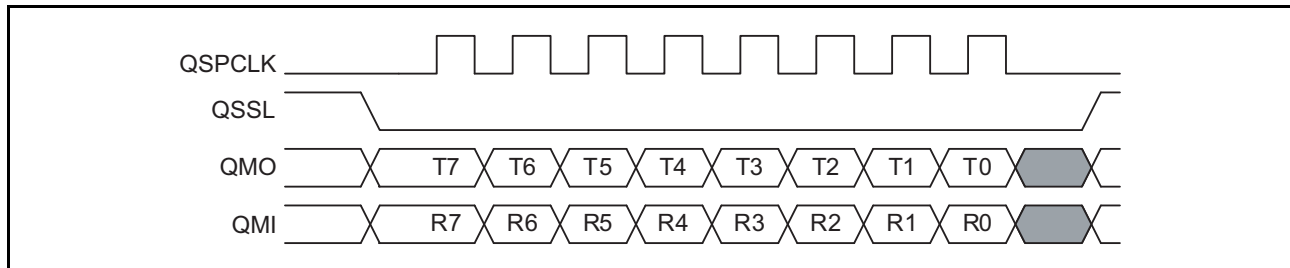 QSPCLK
QSSL
QMO T7 T6 T5 T4 T3 T2 T1 T0
QMI R7 R6 R5 R4 R3 R2 R1 R0